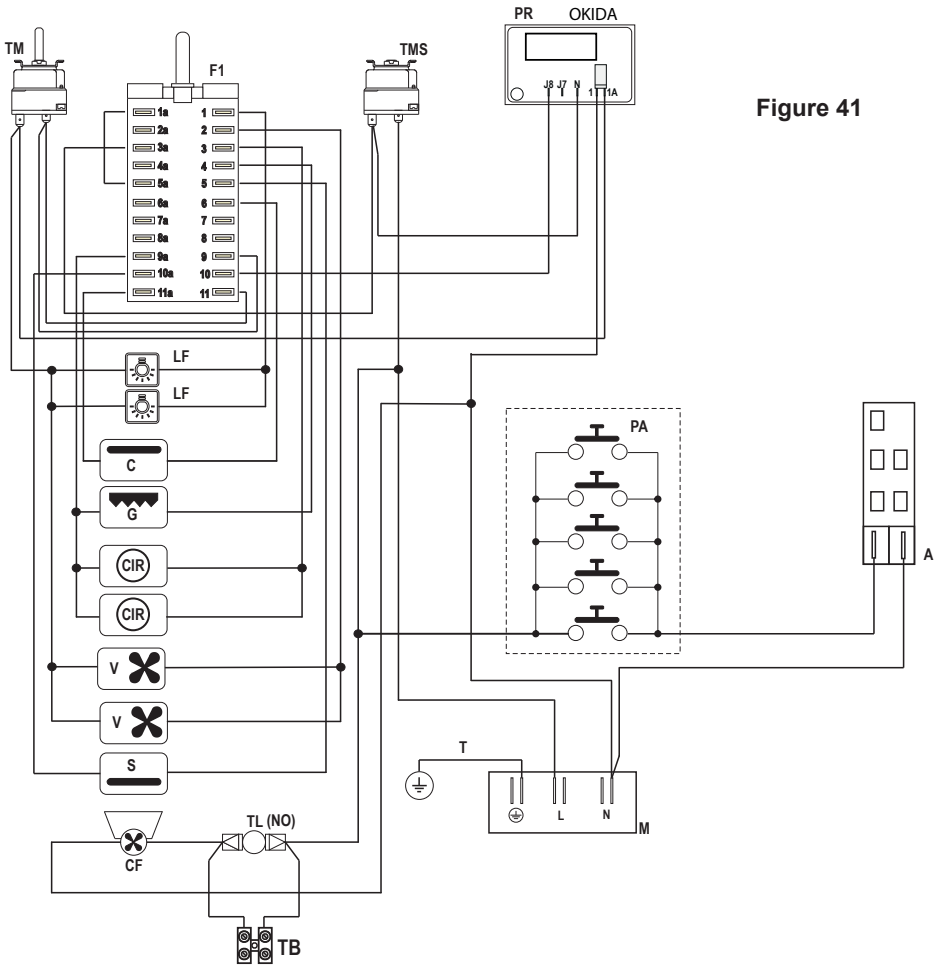 PR OKIDA
TM
F1
TMS
J8 J7 N 1 1A
Figure 41
1a 1
2a 2
3a 3
4a 4
5a 5
6a 6
7a 7
8a 8
9a 9
10a 10
11a 11
LF
LF
PA
C
G
A
CIR
CIR
V
V
S
T
L N
M
TL (NO)
CF
TB